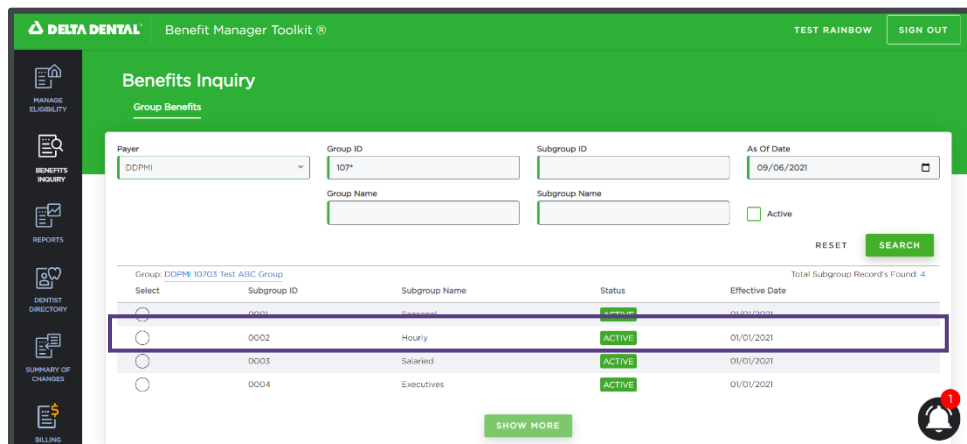 DELTA DENTAL Benefit Manager Toolkit ® TEST RAINBOW SIGN OUT
MANAGE
ELIGIBILITY
BENEFITS
INQUIRY
REPORTS
DENTIST
DIRECTORY
SUMMARY OF
CHANGES
BILLING
Benefits Inquiry
Group Benefits
Payer Group ID Subgroup ID As Of Date
DDPMI 107* 09/06/2021
Group Name Subgroup Name
Active
RESET SEARCH
Group: DDPMI 10703 Test ABC Group Total Subgroup Record's Found: 4
Select Subgroup ID Subgroup Name Status Effective Date
0001 Seasonal ACTIVE 01/01/2021
0002 Hourly ACTIVE 01/01/2021
0003 Salaried ACTIVE 01/01/2021
0004 Executives ACTIVE 01/01/2021
SHOW MORE
1